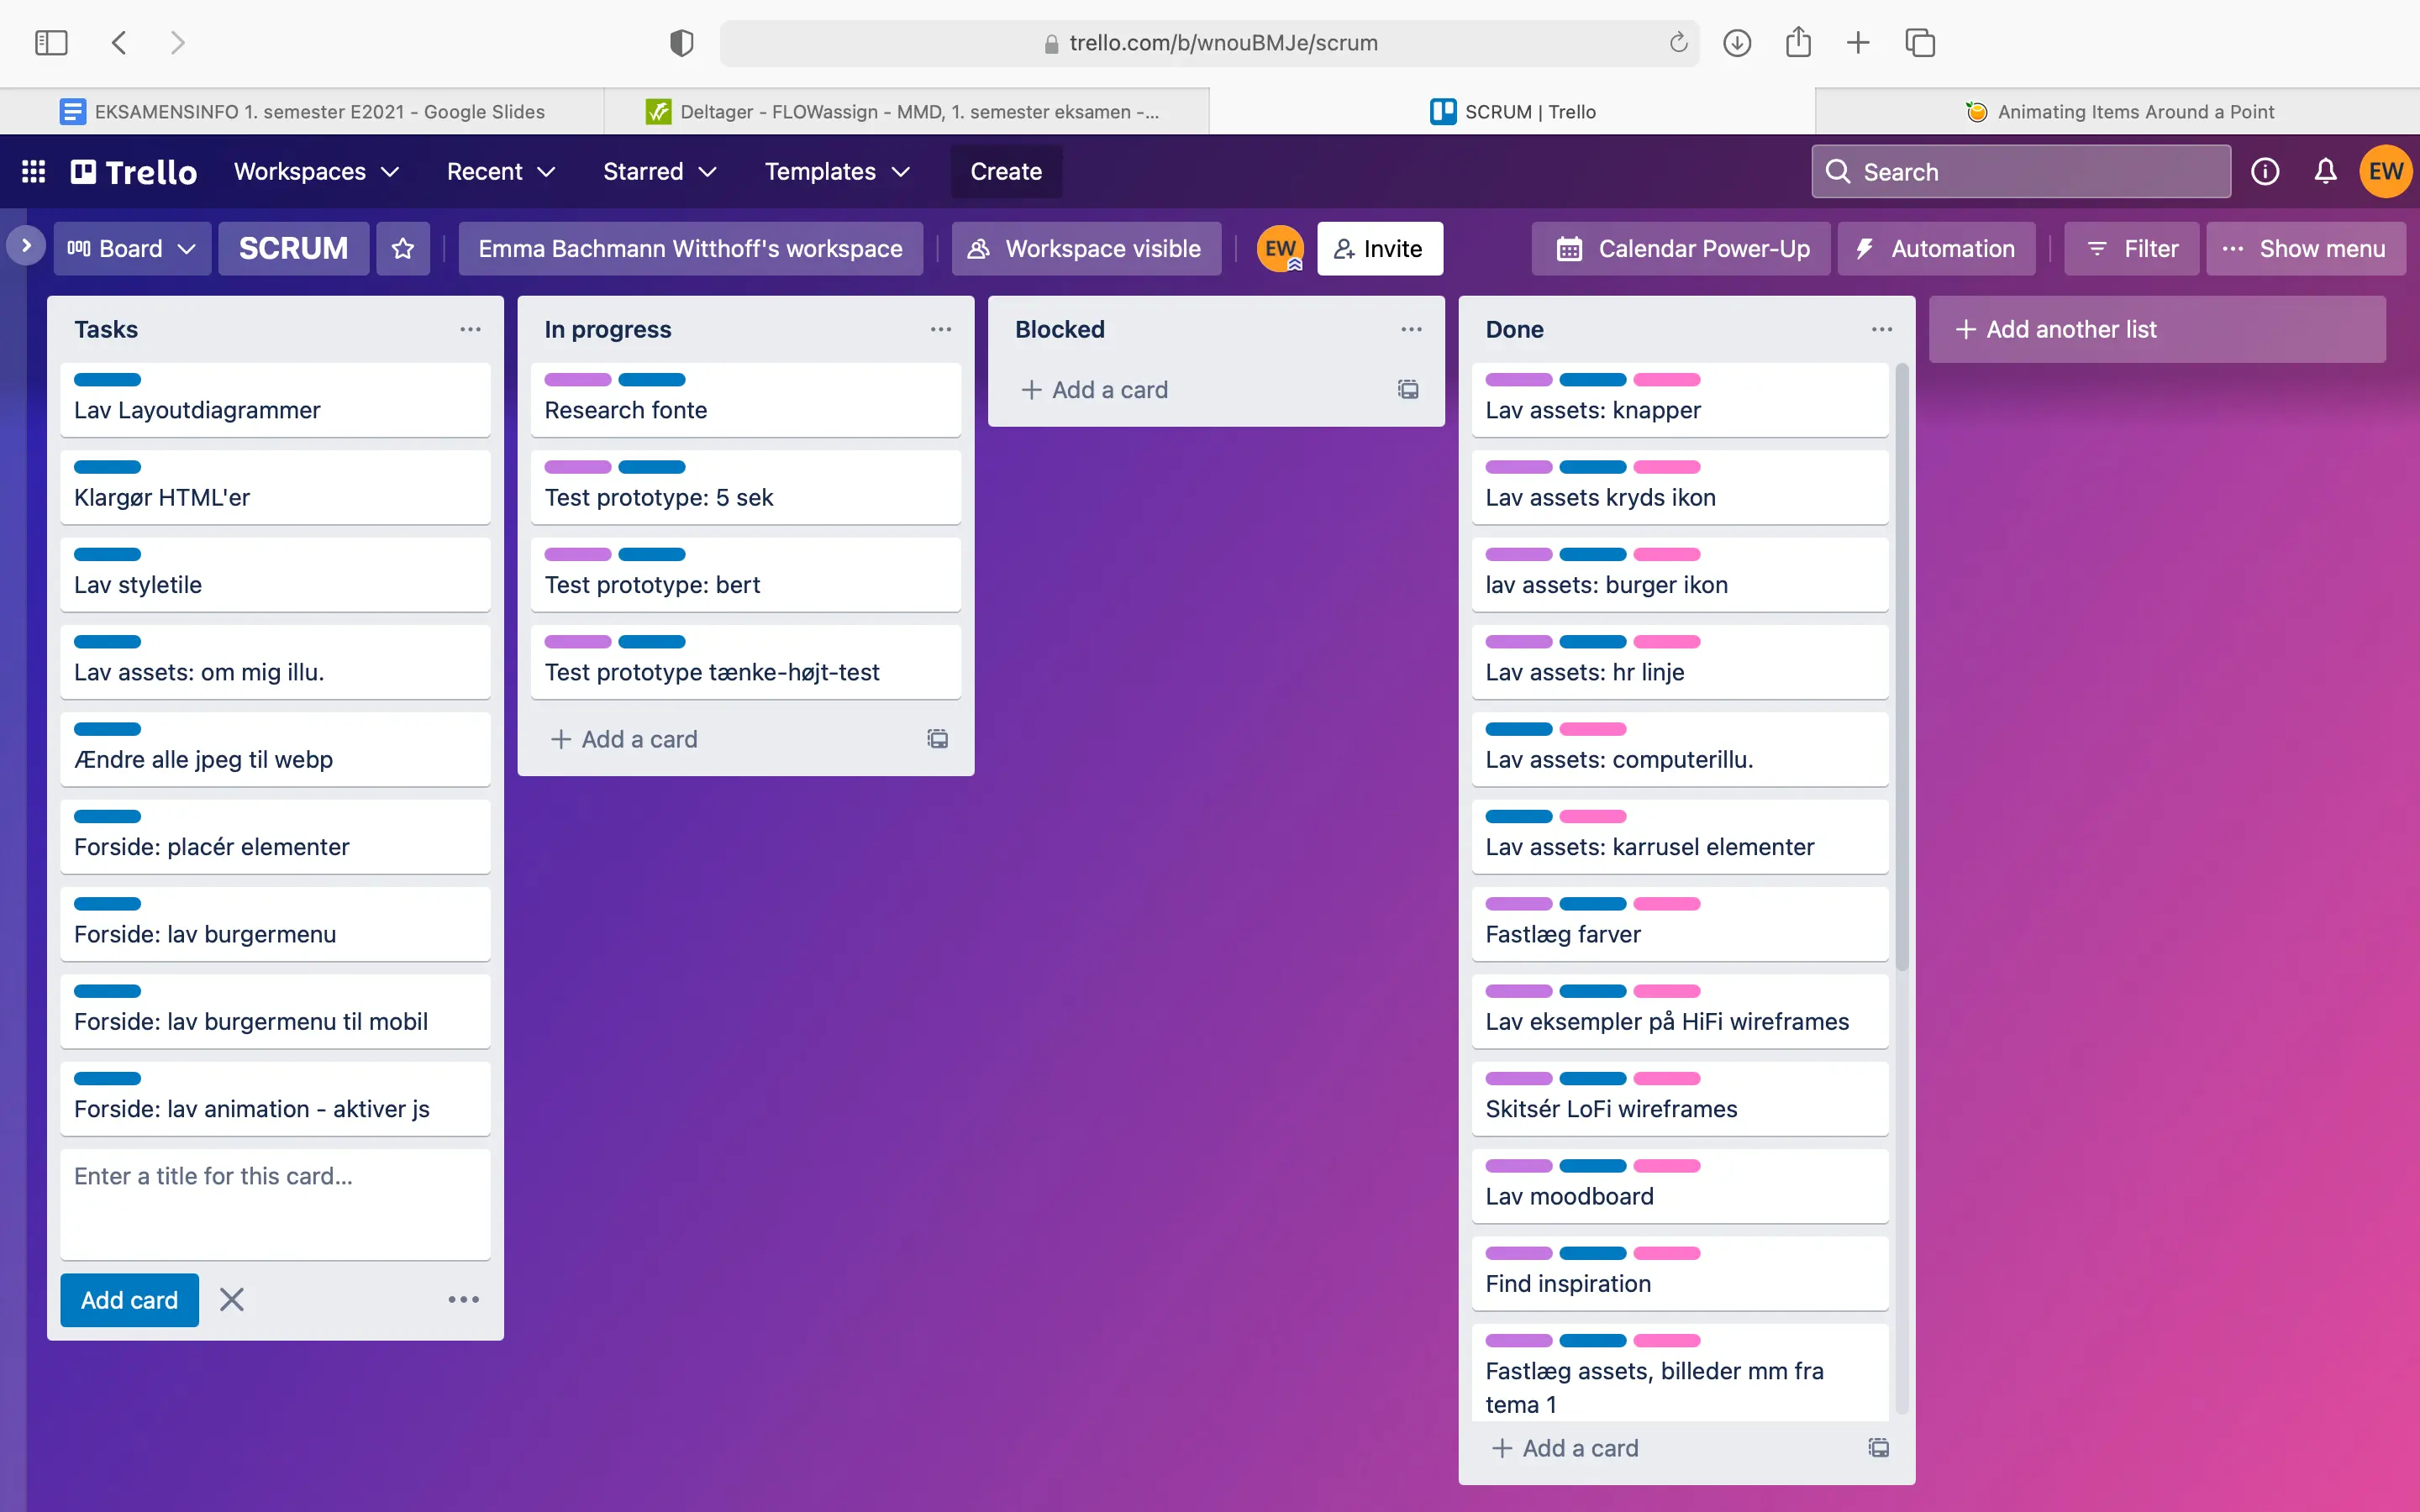 trello.com/b/wnouBMJe/scrum
EKSAMENSINFO 1. semester E2021 - Google Slides
Deltager - FLOWassign - MMD, 1. semester eksamen -...
SCRUM | Trello
Animating Items Around a Point
Trello
Workspaces
Recent
Starred
Templates
Create
Search
EW
Board
SCRUM
Emma Bachmann Witthoff's workspace
Workspace visible
EW
Invite
Calendar Power-Up
Automation
Filter
Show menu
Tasks
Lav Layoutdiagrammer
Klargør HTML'er
Lav styletile
Lav assets: om mig illu.
Ændre alle jpeg til webp
Forside: placér elementer
Forside: lav burgermenu
Forside: lav burgermenu til mobil
Forside: lav animation - aktiver js
Enter a title for this card...
Add card
In progress
Research fonte
Test prototype: 5 sek
Test prototype: bert
Test prototype tænke-højt-test
Add a card
Blocked
Add a card
Done
Lav assets: knapper
Lav assets kryds ikon
lav assets: burger ikon
Lav assets: hr linje
Lav assets: computerillu.
Lav assets: karrusel elementer
Fastlæg farver
Lav eksempler på HiFi wireframes
Skitsér LoFi wireframes
Lav moodboard
Find inspiration
Fastlæg assets, billeder mm fra
tema 1
Add a card
Add another list